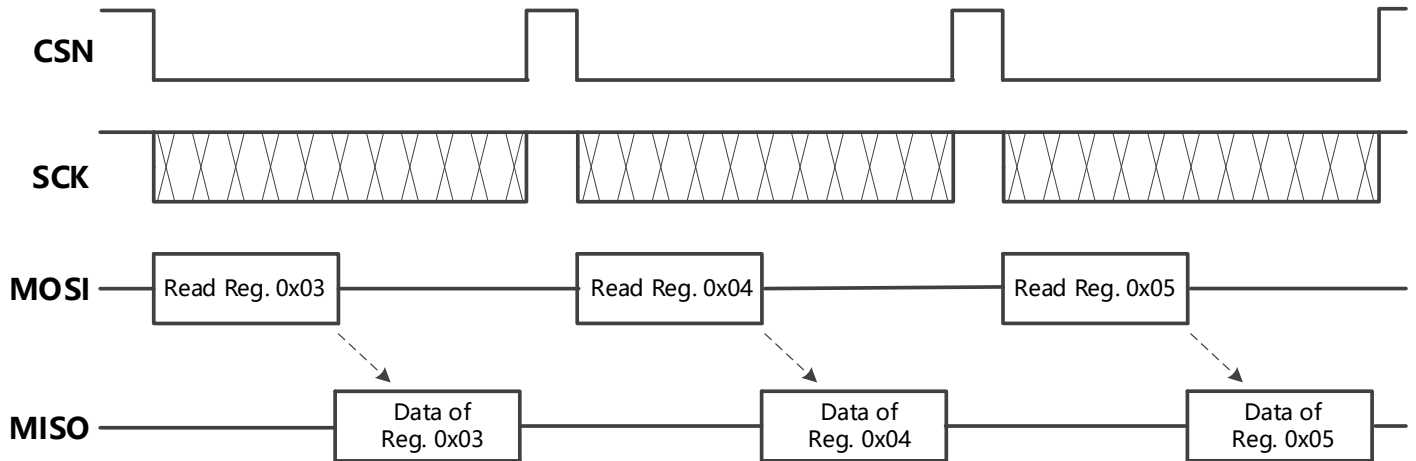 CSN
SCK
MOSI
Read Reg. 0x03
Read Reg. 0x04
Read Reg. 0x05
MISO
Data of
Reg. 0x03
Data of
Reg. 0x04
Data of
Reg. 0x05